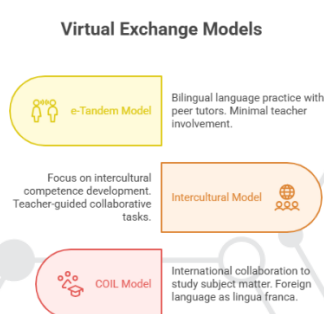 Virtual Exchange Models
e-Tandem Model
Bilingual language practice with
peer tutors. Minimal teacher
involvement.
Focus on intercultural
competence development.
Teacher-guided collaborative
tasks.
Intercultural Model
COIL Model
International collaboration to
study subject matter. Foreign
language as lingua franca.